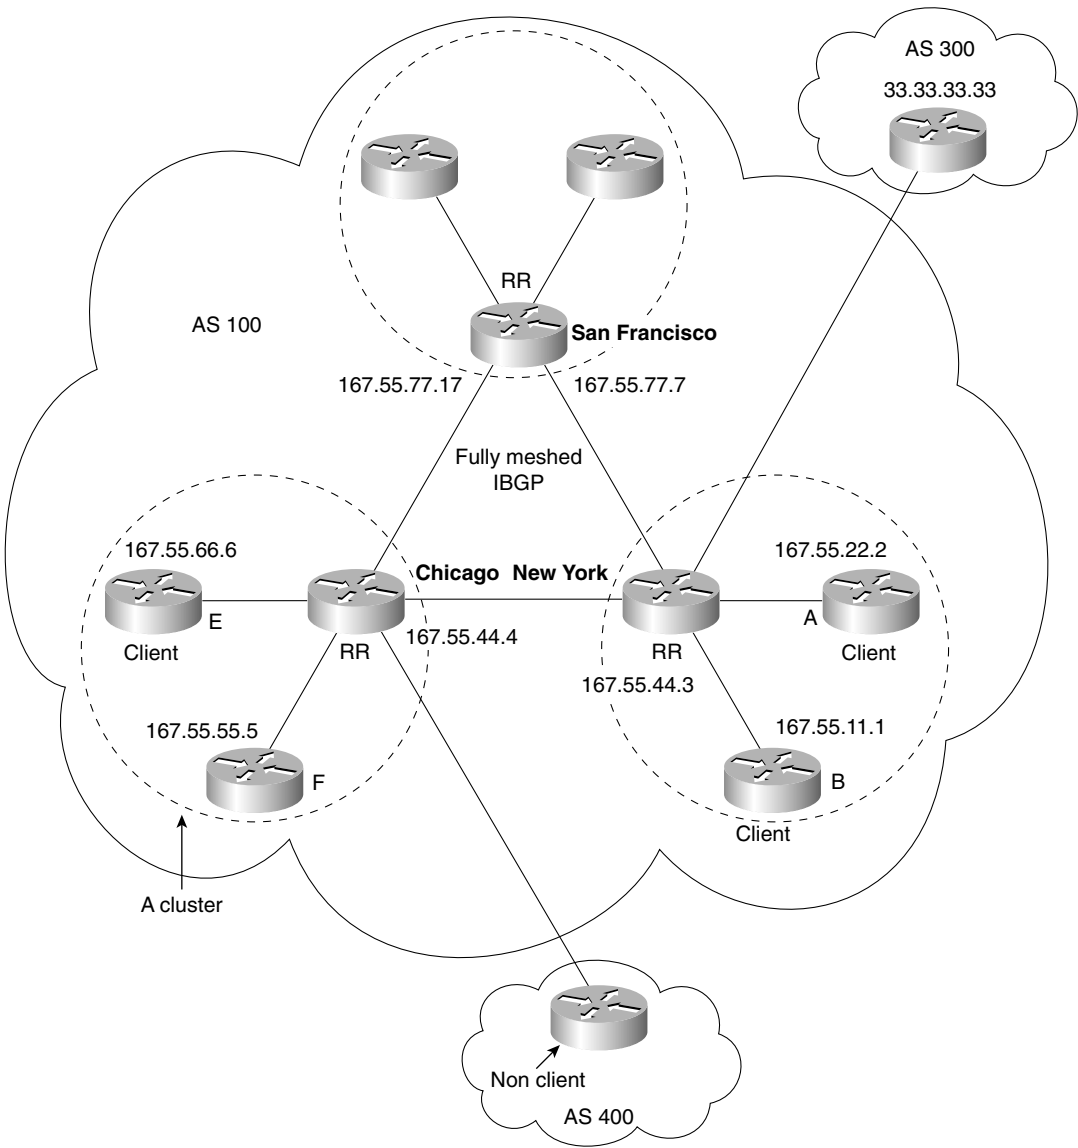 AS 300
33.33.33.33
RR
AS 100
San Francisco
167.55.77.17
167.55.77.7
Fully meshed
IBGP
167.55.66.6
167.55.22.2
Chicago New York
E
A
167.55.44.4
Client
RR
RR
Client
167.55.44.3
167.55.55.5
167.55.11.1
F
B
Client
A cluster
Non client
AS 400